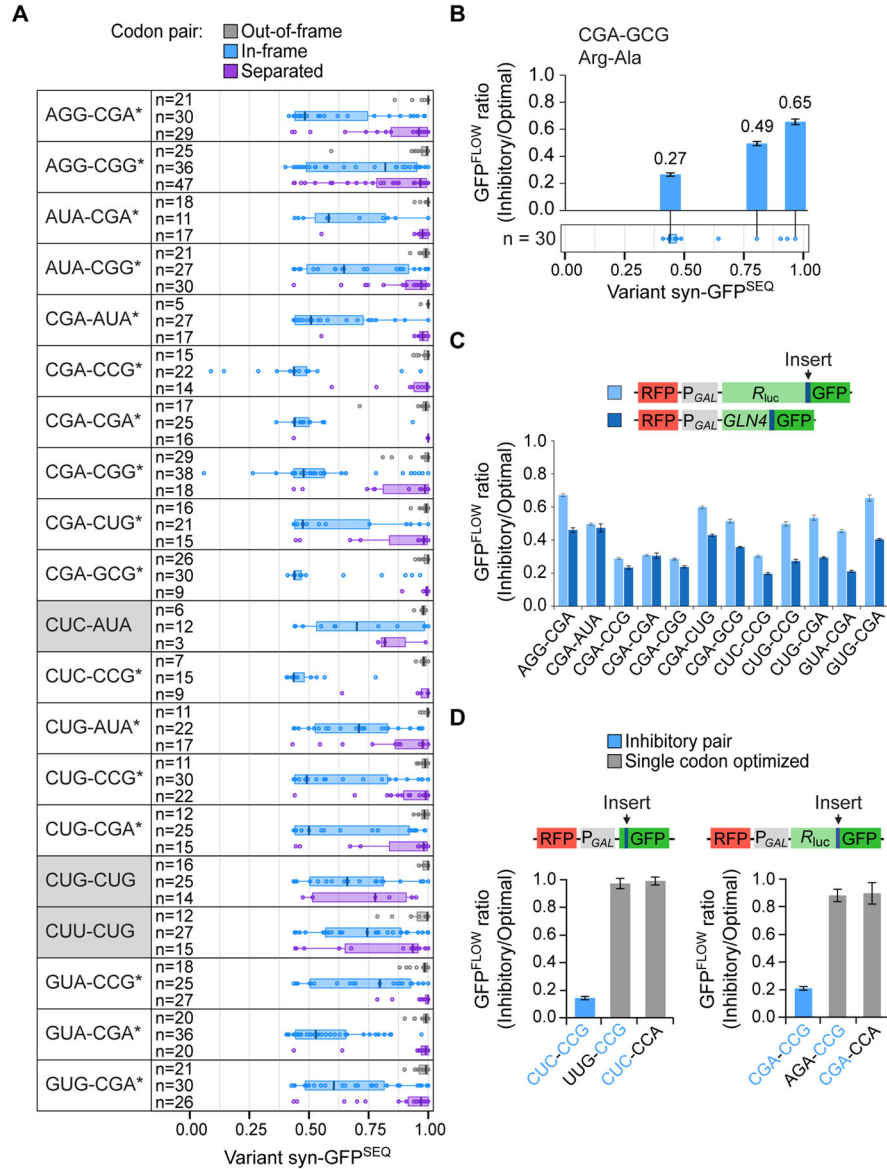 A
Codon pair:
Out-of-frame
In-frame
Separated
AGG-CGA*
n=21
n=30
n=29
AGG-CGG*
n=25
n=36
n=47
AUA-CGA*
n=18
n=11
n=17
AUA-CGG*
n=21
n=27
n=30
CGA-AUA*
n=5
n=27
n=17
CGA-CCG*
n=15
n=22
n=14
CGA-CGA*
n=17
n=25
n=16
CGA-CGG*
n=29
n=38
n=18
CGA-CUG*
n=16
n=21
n=15
CGA-GCG*
n=26
n=30
n=9
CUC-AUA
n=6
n=12
n=3
CUC-CCG*
n=7
n=15
n=9
CUG-AUA*
n=11
n=22
n=17
CUG-CCG*
n=11
n=30
n=22
CUG-CGA*
n=12
n=25
n=15
CUG-CUG
n=16
n=25
n=14
CUU-CUG
n=12
n=27
n=15
GUA-CCG*
n=18
n=25
n=27
GUA-CGA*
n=20
n=36
n=20
GUG-CGA*
n=21
n=30
n=26
0.00 0.25 0.50 0.75 1.00
Variant syn-GFPSEQ
B
CGA-GCG
Arg-Ala
GFPFLOW ratio
(Inhibitory/Optimal)
1.0
0.8
0.6
0.4
0.2
0.0
0.27
0.49
0.65
n = 30
0.00 0.25 0.50 0.75 1.00
Variant syn-GFPSEQ
C
Insert
RFP PGAL Rluc GFP
RFP PGAL GLN4 GFP
GFPFLOW ratio
(Inhibitory/Optimal)
1.0
0.8
0.6
0.4
0.2
0.0
AGG-CGA
CGA-AUA
CGA-CCG
CGA-CGA
CGA-CGG
CGA-CUG
CGA-GCG
CUC-CCG
CUG-CCG
CUG-CGA
GUA-CGA
GUG-CGA
D
Inhibitory pair
Single codon optimized
Insert
RFP PGAL GFP
GFPFLOW ratio
(Inhibitory/Optimal)
1.0
0.8
0.6
0.4
0.2
0.0
CUC-CCG
UUG-CCG
CUC-CCA
Insert
RFP PGAL Rluc GFP
GFPFLOW ratio
(Inhibitory/Optimal)
1.0
0.8
0.6
0.4
0.2
0.0
CGA-CCG
AGA-CCG
CGA-CCA